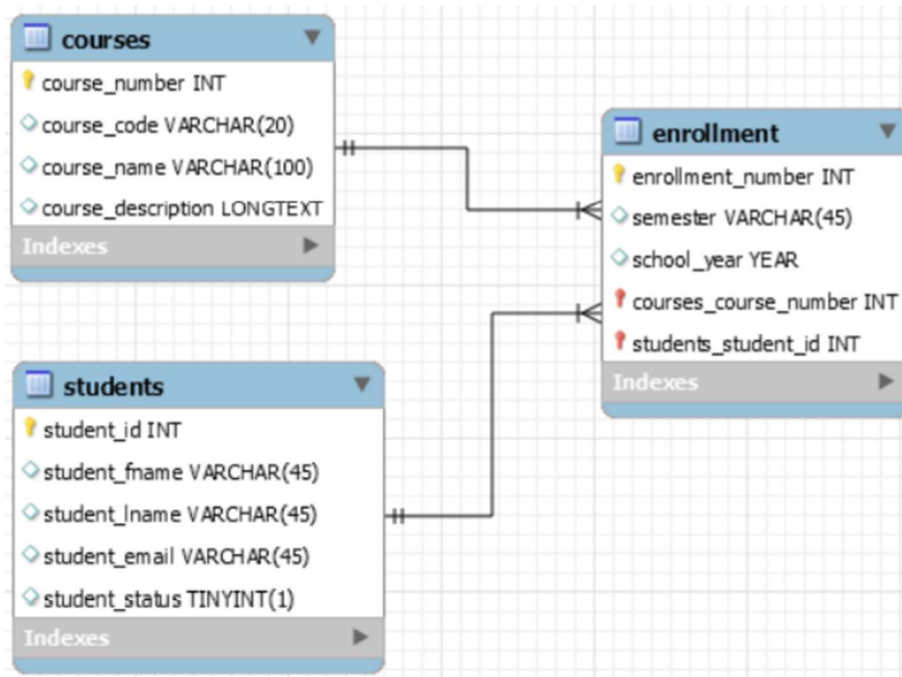 courses
course_number INT
course_code VARCHAR(20)
course_name VARCHAR(100)
course_description LONGTEXT
Indexes
enrollment
enrollment_number INT
semester VARCHAR(45)
school_year YEAR
courses_course_number INT
students_student_id INT
Indexes
students
student_id INT
student_fname VARCHAR(45)
student_lname VARCHAR(45)
student_email VARCHAR(45)
student_status TINYINT(1)
Indexes